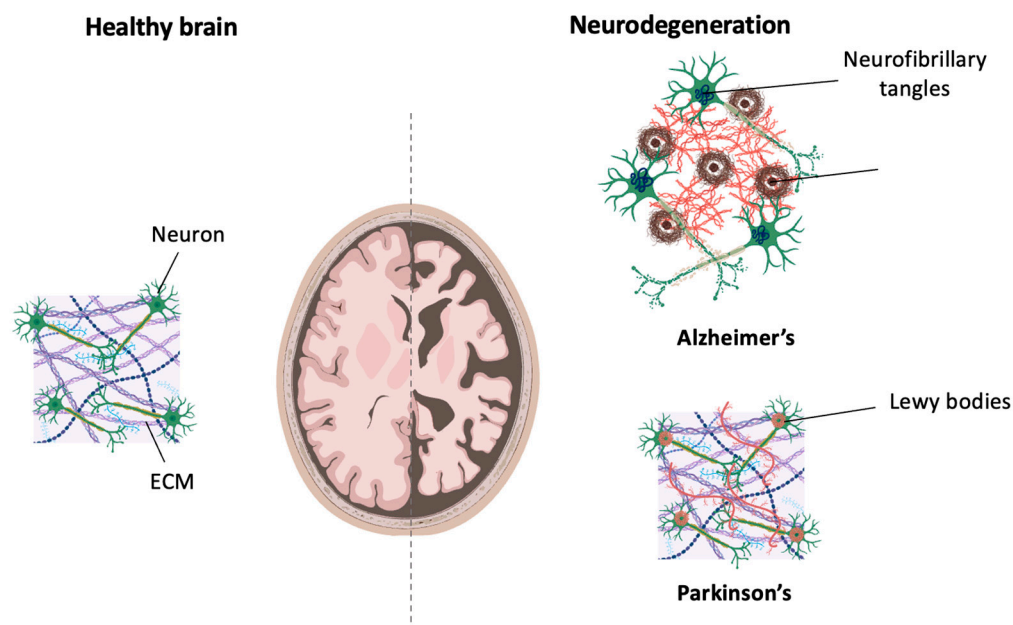 Healthy brain
Neurodegeneration
Neurofibrillary
tangles
Neuron
Alzheimer’s
Lewy bodies
ECM
Parkinson’s